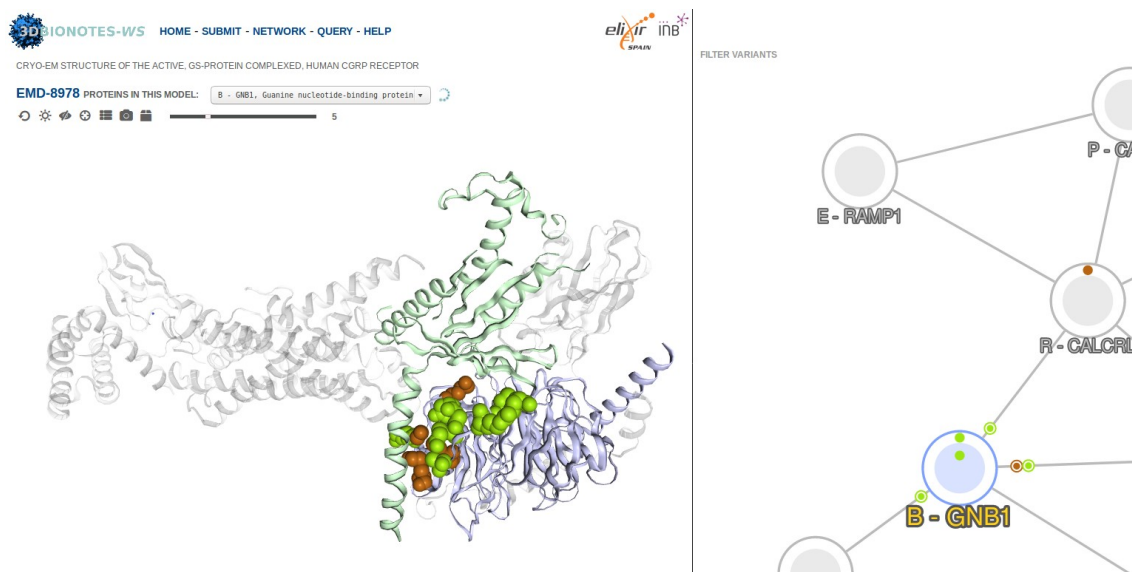 3DBIONOTES-WS HOME - SUBMIT - NETWORK - QUERY - HELP
elixir SPAIN INB
CRYO-EM STRUCTURE OF THE ACTIVE, GS-PROTEIN COMPLEXED, HUMAN CGRP RECEPTOR
EMD-8978 PROTEINS IN THIS MODEL: B - GNB1, Guanine nucleotide-binding protein
5
FILTER VARIANTS
P - CA
E - RAMP1
R - CALCRL
B - GNB1